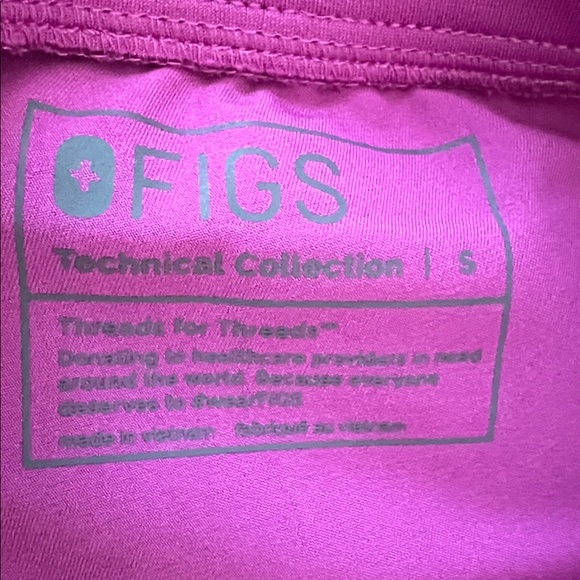 FIGS
Technical Collection | S
Threads for Threads™
Donating to healthcare providers in need
around the world. Because everyone
deserves to #wearFIGS
made in vietnam fabriqué au vietnam